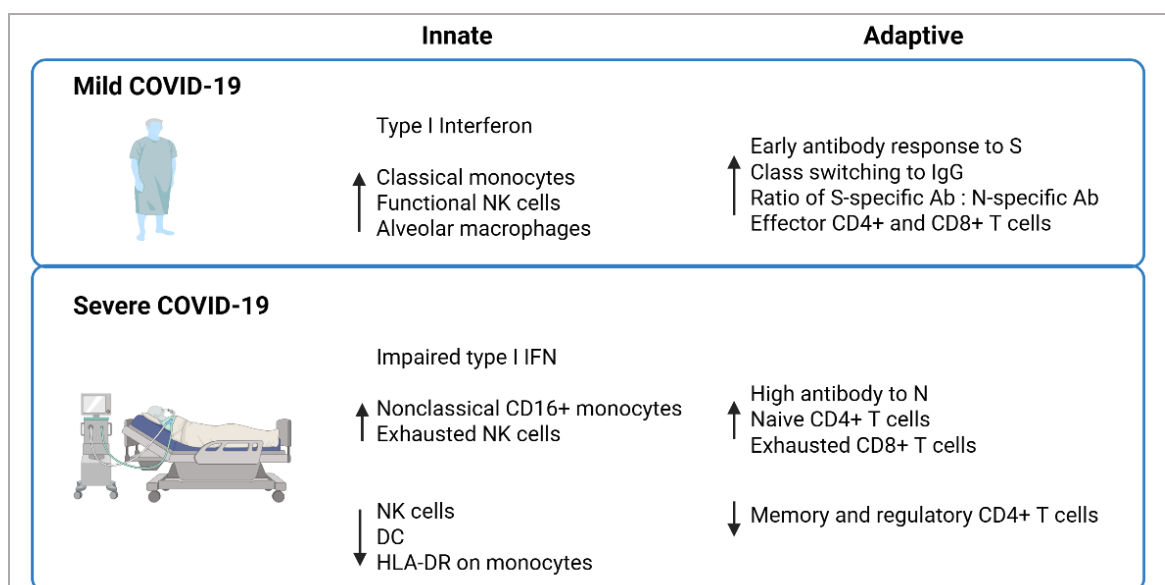 Innate
Adaptive
Mild COVID-19
Type I Interferon
Classical monocytes
Functional NK cells
Alveolar macrophages
Early antibody response to S
Class switching to IgG
Ratio of S-specific Ab : N-specific Ab
Effector CD4+ and CD8+ T cells
Severe COVID-19
Impaired type I IFN
Nonclassical CD16+ monocytes
Exhausted NK cells
High antibody to N
Naive CD4+ T cells
Exhausted CD8+ T cells
NK cells
DC
HLA-DR on monocytes
Memory and regulatory CD4+ T cells